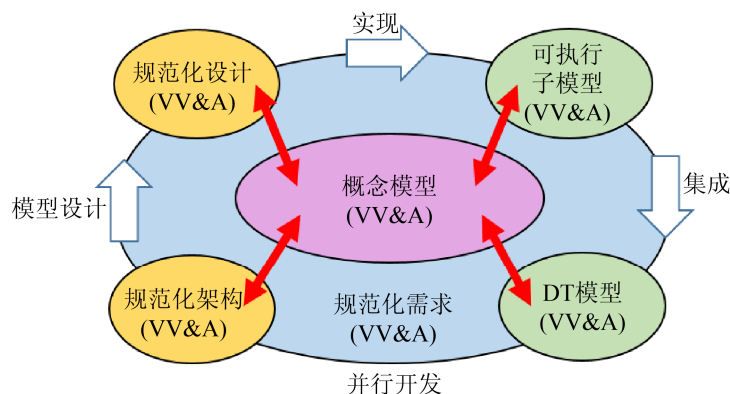 实现
规范化设计
(VV&A)
可执行
子模型
(VV&A)
模型设计
概念模型
(VV&A)
集成
规范化架构
(VV&A)
规范化需求
(VV&A)
DT模型
(VV&A)
并行开发